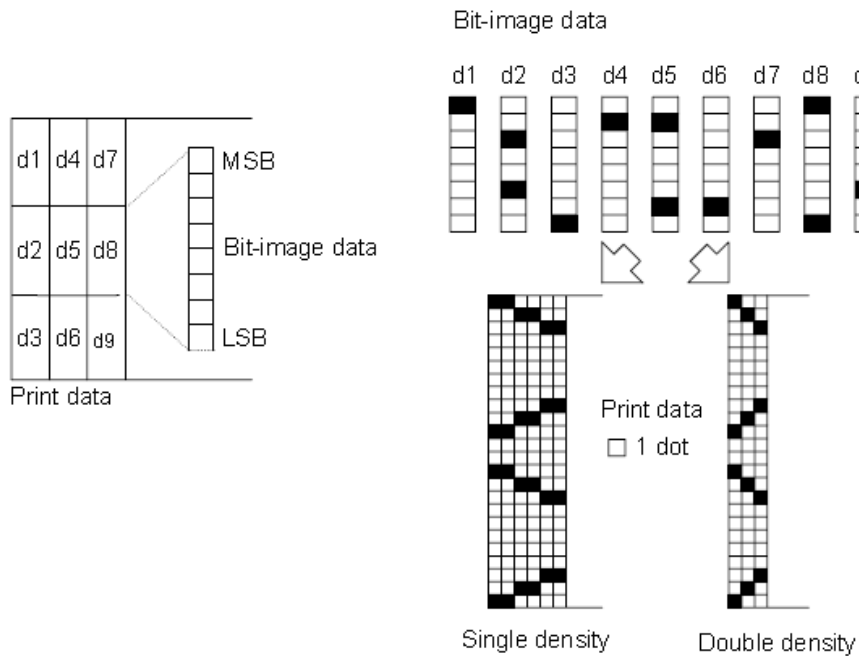 Bit-image data
d1 d2 d3 d4 d5 d6 d7 d8
d1 d4 d7
MSB
d2 d5 d8
Bit-image data
d3 d6 d9
LSB
Print data
Print data
1 dot
Single density
Double density